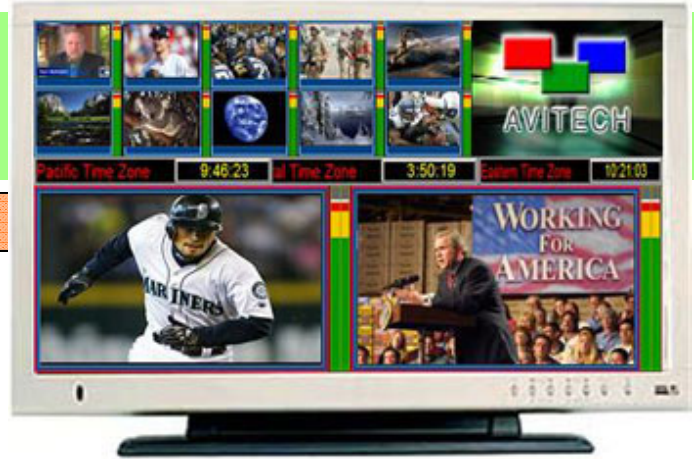 AVITECH
Pacific Time Zone 9:46:23 al Time Zone 3:50:19 Eastern Time Zone 10:21:03
WORKING
FOR
AMERICA
MARINERS